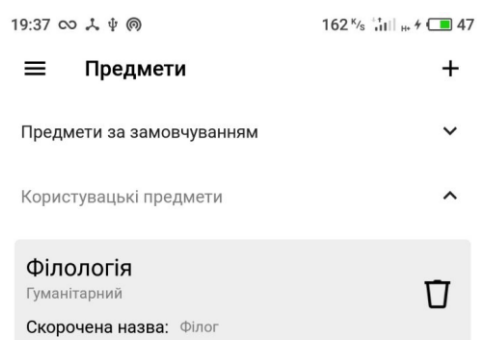 19:37 162 K/s H+ 47
Предмети
Предмети за замовчуванням
Користувацькі предмети
Філологія
Гуманітарний
Скорочена назва: Філог